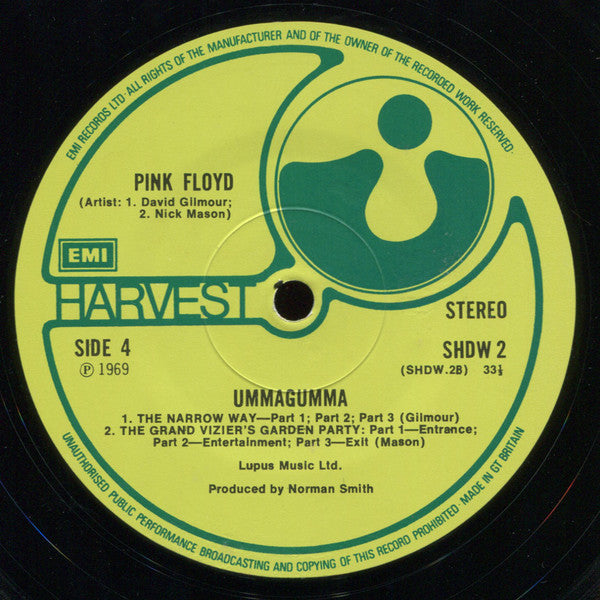 EMI RECORDS LTD·ALL RIGHTS OF THE MANUFACTURER AND OF THE OWNER OF THE RECORDED WORK RESERVED·
PINK FLOYD
(Artist: 1. David Gilmour;
2. Nick Mason)
EMI
HARVEST
STEREO
SIDE 4
Ⓟ 1969
SHDW 2
(SHDW.2B) 33⅓
UMMAGUMMA
1. THE NARROW WAY—Part 1; Part 2; Part 3 (Gilmour)
2. THE GRAND VIZIER'S GARDEN PARTY: Part 1—Entrance;
Part 2—Entertainment; Part 3—Exit (Mason)
Lupus Music Ltd.
Produced by Norman Smith
UNAUTHORISED PUBLIC PERFORMANCE BROADCASTING AND COPYING OF THIS RECORD PROHIBITED·MADE IN GT BRITAIN